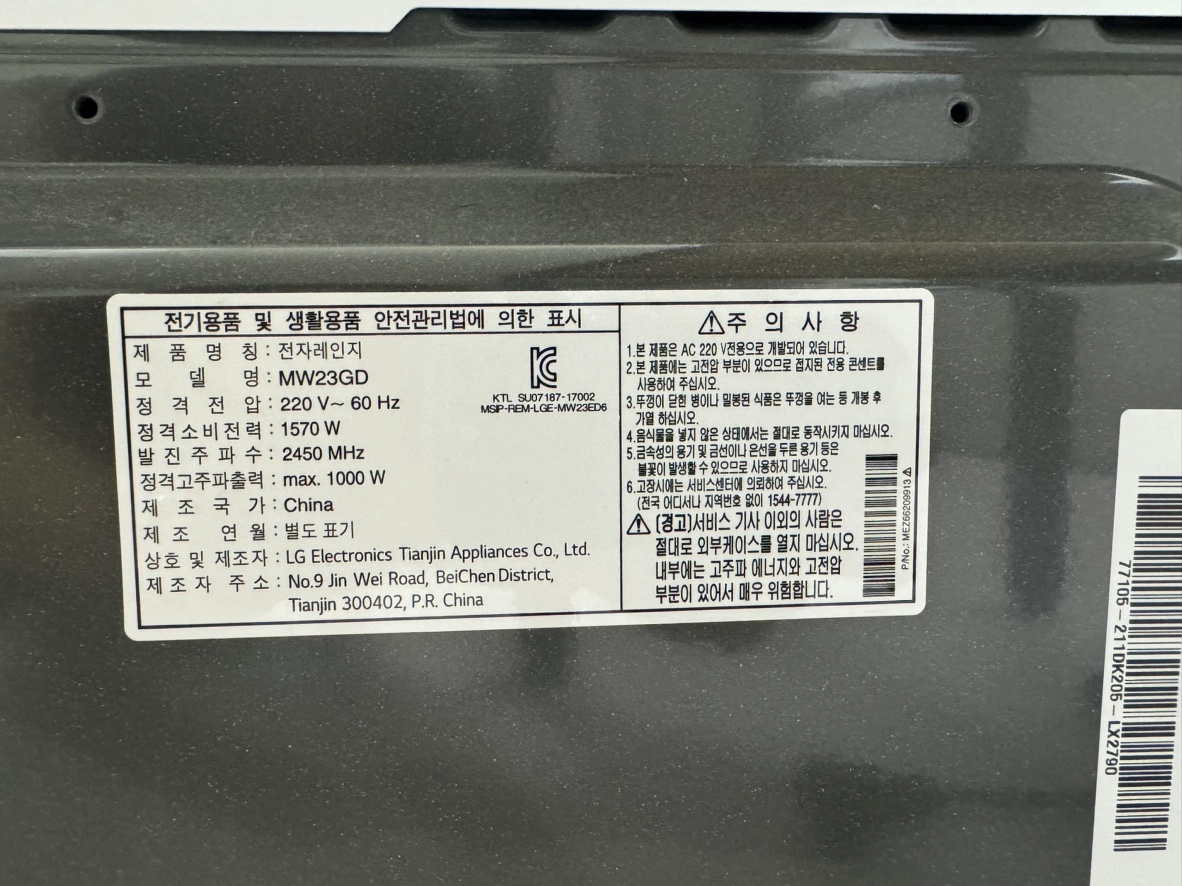 전기용품 및 생활용품 안전관리법에 의한 표시
제 품 명 칭 : 전자레인지
모 델 명 : MW23GD
정 격 전 압 : 220 V~ 60 Hz
정격소비전력 : 1570 W
발 진 주 파 수 : 2450 MHz
정격고주파출력 : max. 1000 W
제 조 국 가 : China
제 조 연 월 : 별도 표기
상호 및 제조자 : LG Electronics Tianjin Appliances Co., Ltd.
제 조 자 주 소 : No.9 Jin Wei Road, BeiChen District,
Tianjin 300402, P.R. China
KTL SU07187-17002
MSIP-REM-LGE-MW23ED6
주 의 사 항
1.본 제품은 AC 220 V전용으로 개발되어 있습니다.
2.본 제품에는 고전압 부분이 있으므로 접지된 전용 콘센트를
사용하여 주십시오.
3.뚜껑이 닫힌 병이나 밀봉된 식품은 뚜껑을 여는 등 개봉 후
가열 하십시오.
4.음식물을 넣지 않은 상태에서는 절대로 동작시키지 마십시오.
5.금속성의 용기 및 금선이나 은선을 두른 용기 등은
불꽃이 발생할 수 있으므로 사용하지 마십시오.
6.고장시에는 서비스센터에 의뢰하여 주십시오.
(전국 어디서나 지역번호 없이 1544-7777)
(경고)서비스 기사 이외의 사람은
절대로 외부케이스를 열지 마십시오.
내부에는 고주파 에너지와 고전압
부분이 있어서 매우 위험합니다.
P/No.: MEZ66209913
77106-211DK205-LX2790